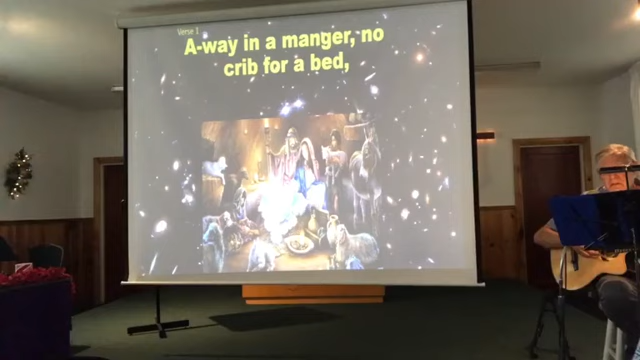 Verse 1
A-way in a manger, no
crib for a bed,